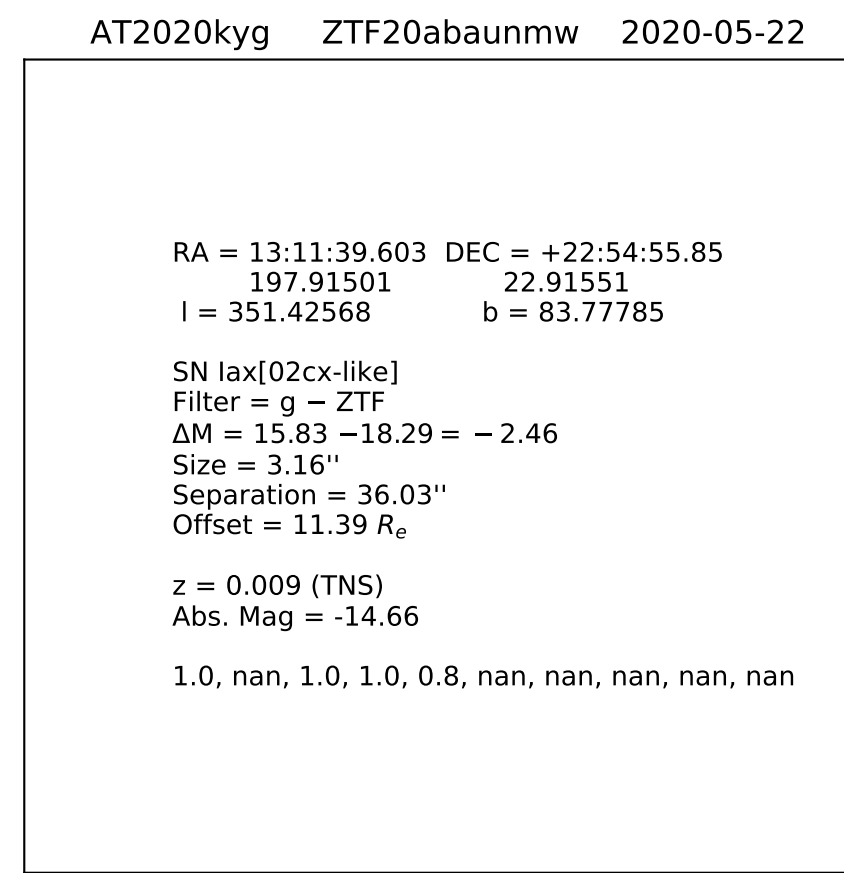 AT2020kyg ZTF20abaunmw 2020-05-22
RA = 13:11:39.603 DEC = +22:54:55.85
197.91501 22.91551
l = 351.42568 b = 83.77785
SN Iax[02cx-like]
Filter = g − ZTF
ΔM = 15.83 −18.29 = − 2.46
Size = 3.16''
Separation = 36.03''
Offset = 11.39 Rₑ
z = 0.009 (TNS)
Abs. Mag = -14.66
1.0, nan, 1.0, 1.0, 0.8, nan, nan, nan, nan, nan